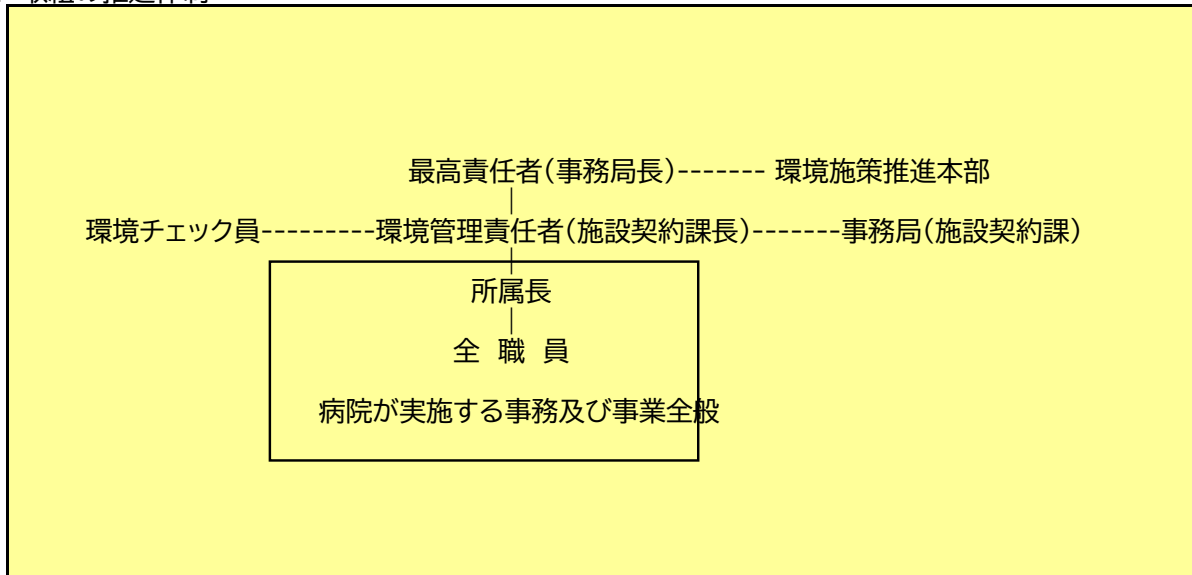 最高責任者(事務局長)------- 環境施策推進本部
環境チェック員---------環境管理責任者(施設契約課長)-------事務局(施設契約課)
所属長
全 職 員
病院が実施する事務及び事業全般